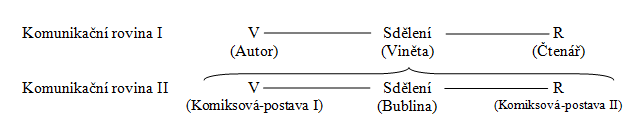 Komunikační rovina I V Sdělení R
(Autor) (Viněta) (Čtenář)
Komunikační rovina II V Sdělení R
(Komiksová-postava I) (Bublina) (Komiksová-postava II)